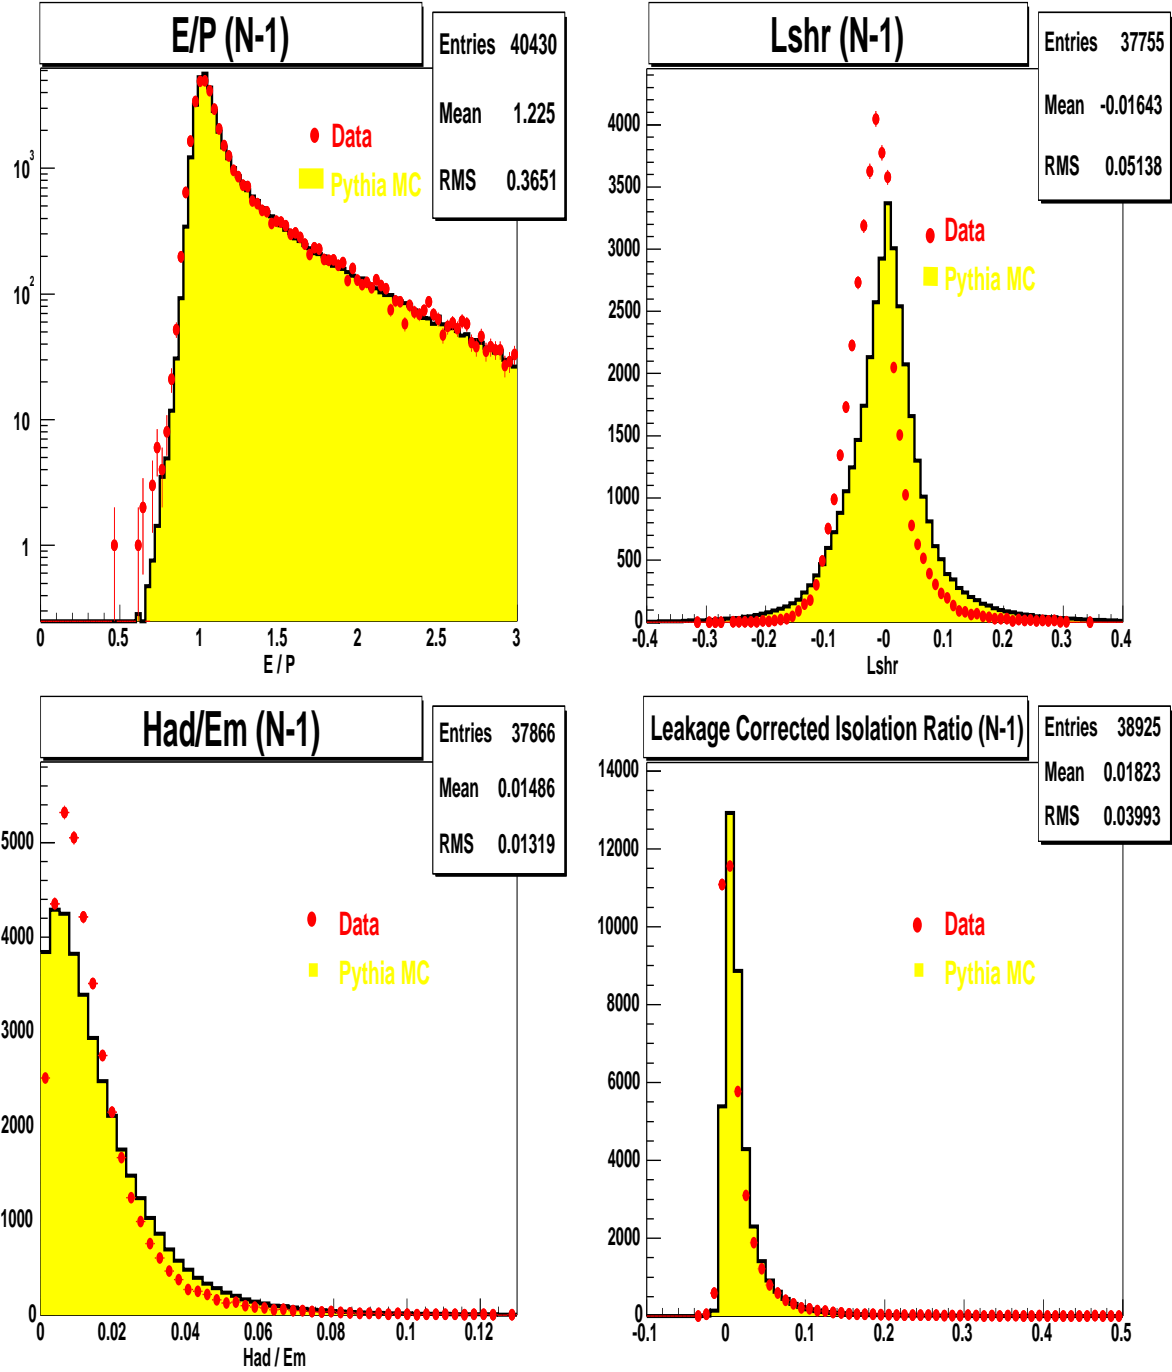 E/P (N-1)
Entries 40430
Mean 1.225
RMS 0.3651
Data
Pythia MC
10^3
10^2
10
1
0 0.5 1 1.5 2 2.5 3
E / P
Lshr (N-1)
Entries 37755
Mean -0.01643
RMS 0.05138
Data
Pythia MC
4000
3500
3000
2500
2000
1500
1000
500
0
-0.4 -0.3 -0.2 -0.1 -0 0.1 0.2 0.3 0.4
Lshr
Had/Em (N-1)
Entries 37866
Mean 0.01486
RMS 0.01319
Data
Pythia MC
5000
4000
3000
2000
1000
0
0 0.02 0.04 0.06 0.08 0.1 0.12
Had / Em
Leakage Corrected Isolation Ratio (N-1)
Entries 38925
Mean 0.01823
RMS 0.03993
Data
Pythia MC
14000
12000
10000
8000
6000
4000
2000
0
-0.1 0 0.1 0.2 0.3 0.4 0.5